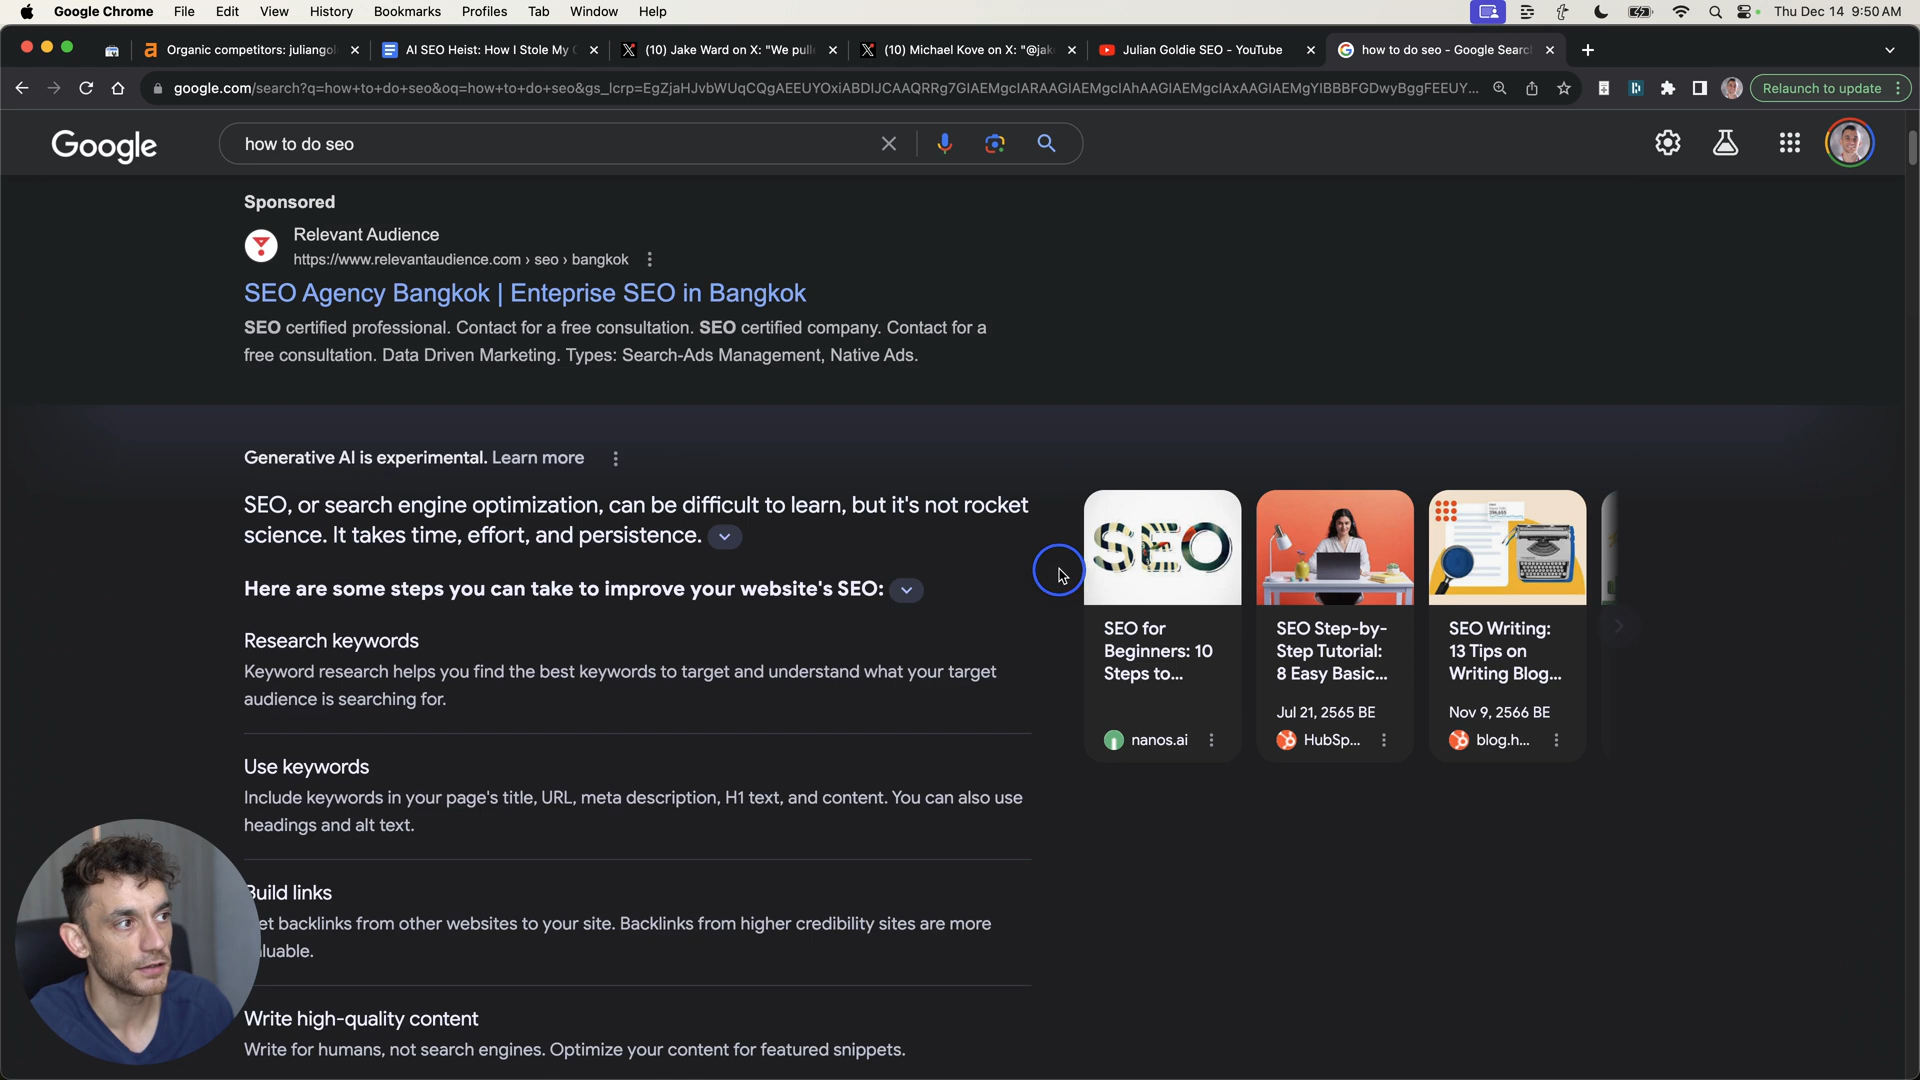 Google Chrome File Edit View History Bookmarks Profiles Tab Window Help Thu Dec 14 9:50 AM
Organic competitors: juliangol AI SEO Heist: How I Stole My (10) Jake Ward on X: "We pulle (10) Michael Kove on X: "@jak Julian Goldie SEO - YouTube how to do seo - Google Search
google.com/search?q=how+to+do+seo&oq=how+to+do+seo&gs_lcrp=EgZjaHJvbWUqCQgAEEUYOxiABDIJCAAQRRg7GIAEMgcIARAAGIAEMgcIAhAAGIAEMgcIAxAAGIAEMgYIBBBFGDwyBggFEEUY... Relaunch to update
Google how to do seo
Sponsored
Relevant Audience
https://www.relevantaudience.com › seo › bangkok
SEO Agency Bangkok | Enteprise SEO in Bangkok
SEO certified professional. Contact for a free consultation. SEO certified company. Contact for a
free consultation. Data Driven Marketing. Types: Search-Ads Management, Native Ads.
Generative AI is experimental. Learn more
SEO, or search engine optimization, can be difficult to learn, but it's not rocket
science. It takes time, effort, and persistence.
Here are some steps you can take to improve your website's SEO:
Research keywords
Keyword research helps you find the best keywords to target and understand what your target
audience is searching for.
Use keywords
Include keywords in your page's title, URL, meta description, H1 text, and content. You can also use
headings and alt text.
Build links
et backlinks from other websites to your site. Backlinks from higher credibility sites are more
luable.
Write high-quality content
Write for humans, not search engines. Optimize your content for featured snippets.
SEO
SEO for
Beginners: 10
Steps to...
nanos.ai
SEO Step-by-
Step Tutorial:
8 Easy Basic...
Jul 21, 2565 BE
HubSp...
SEO Writing:
13 Tips on
Writing Blog...
Nov 9, 2566 BE
blog.h...